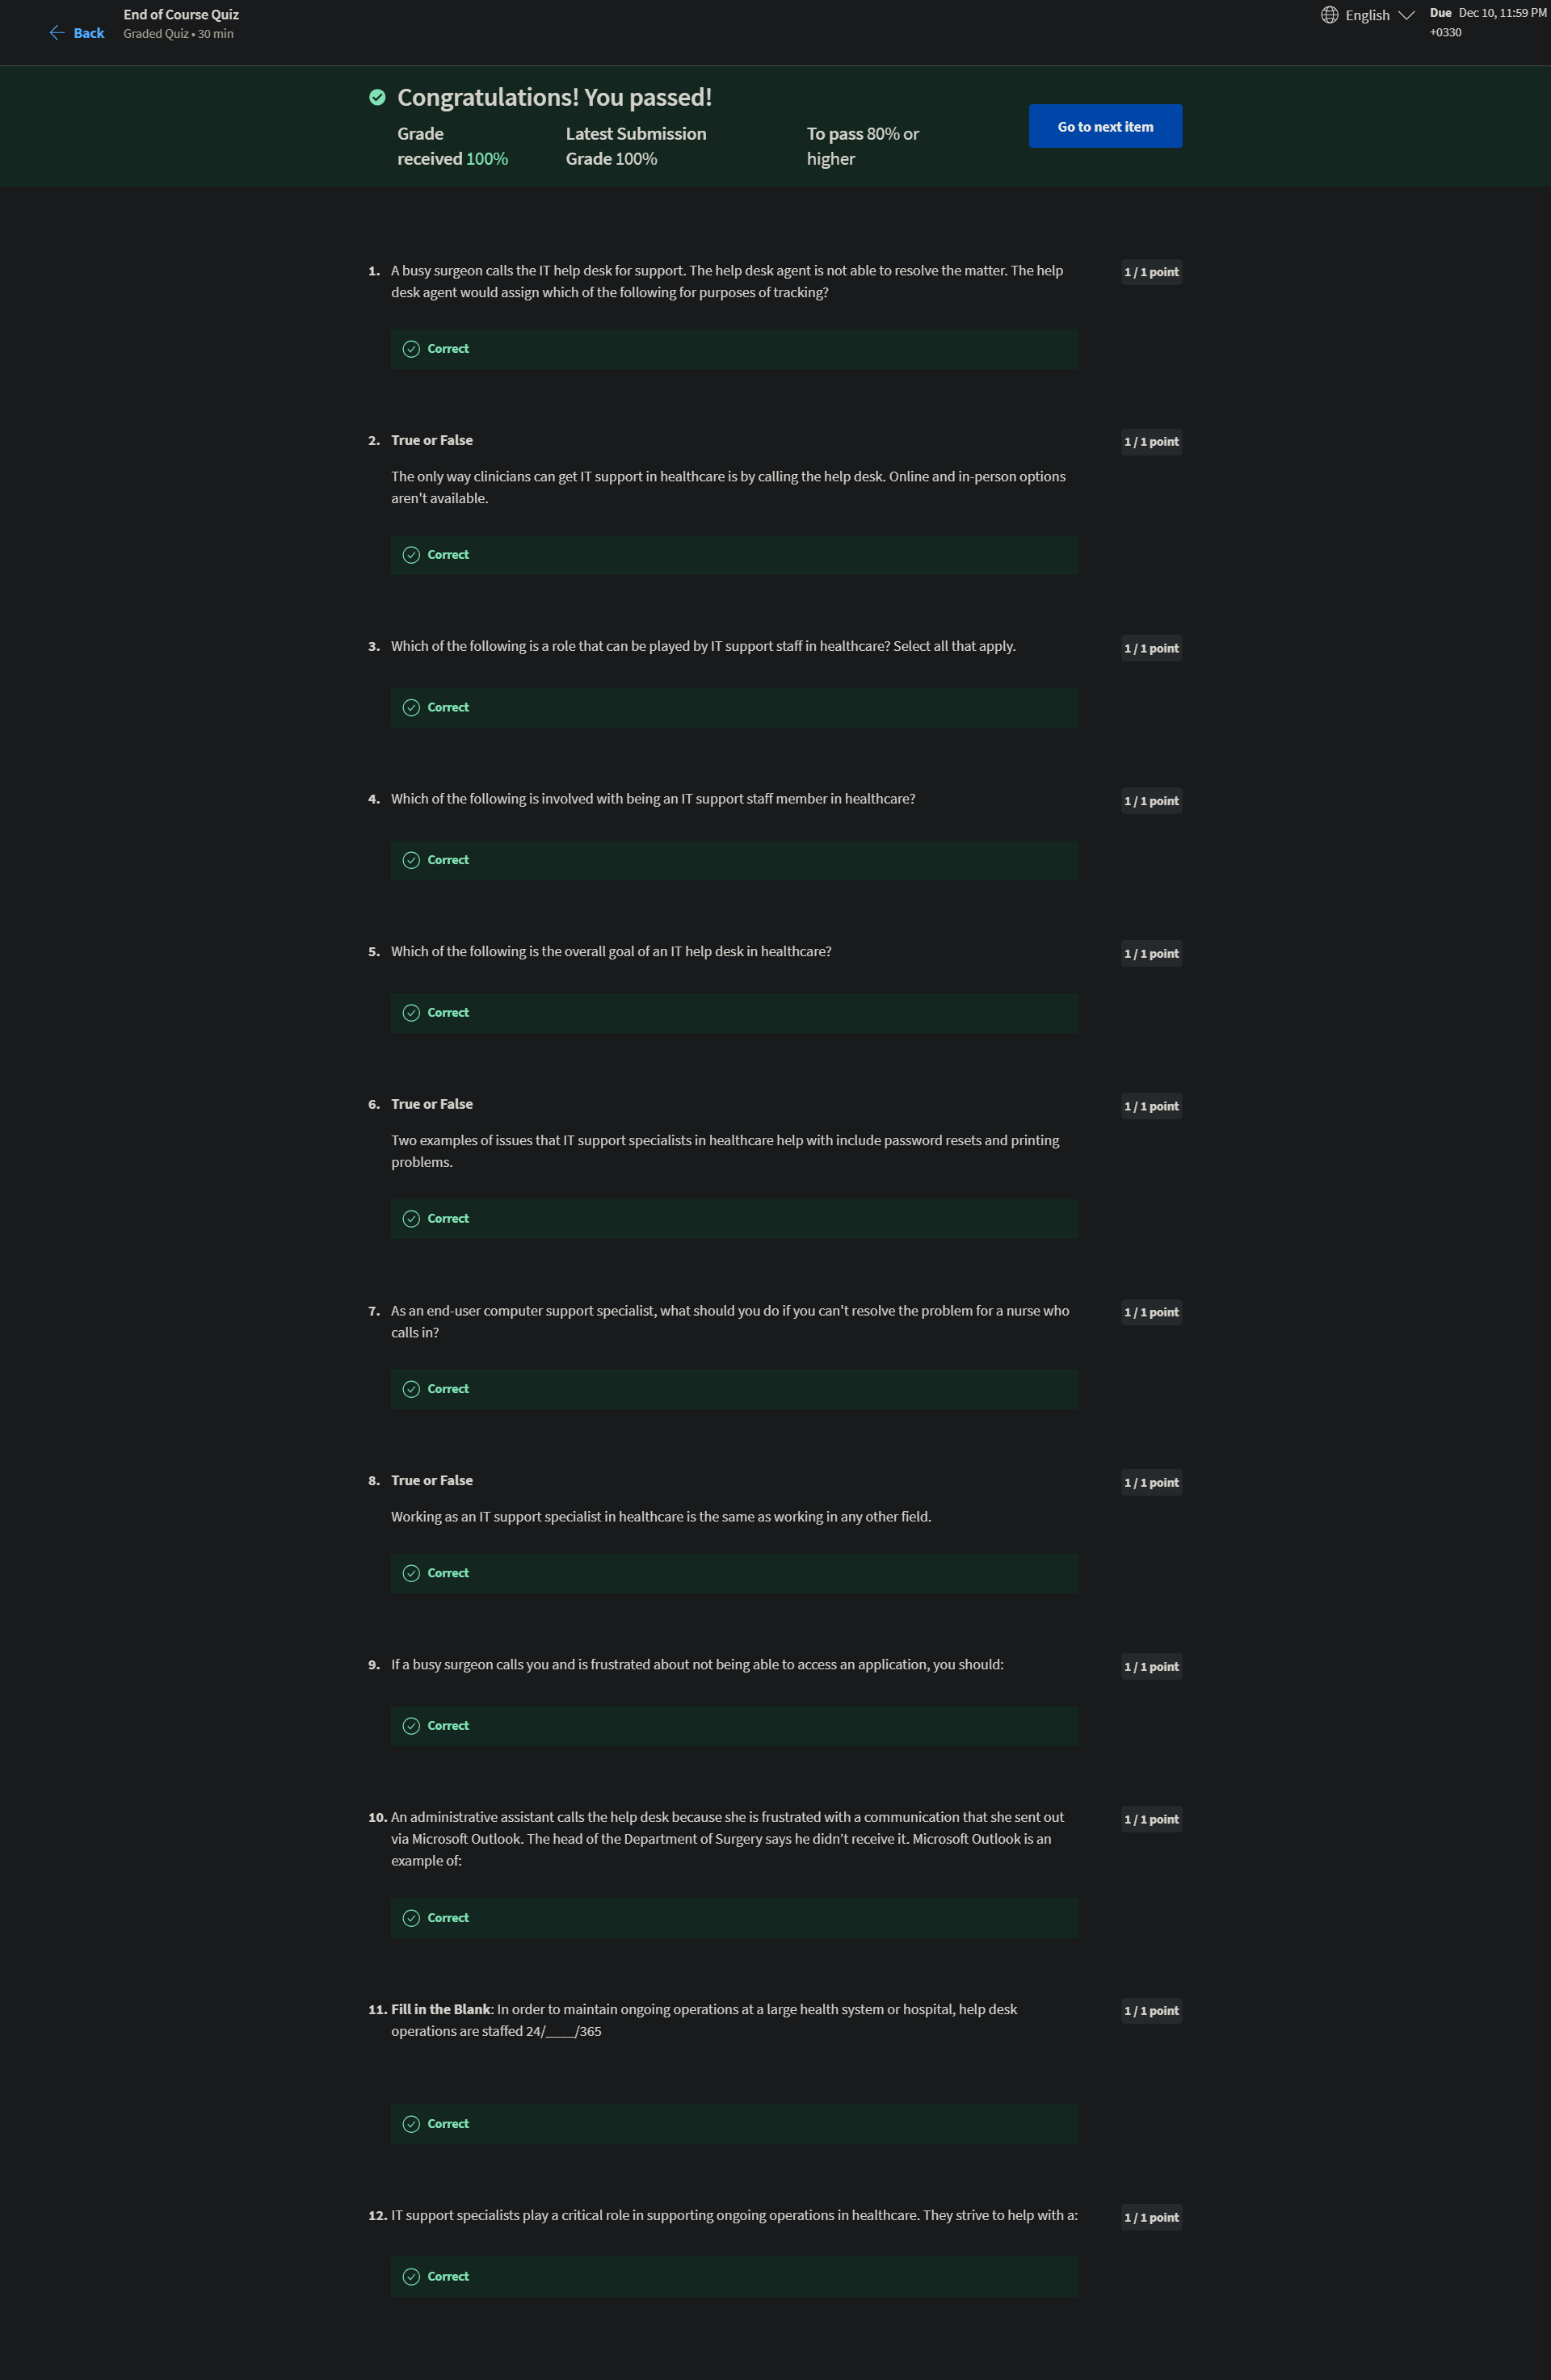 Back
End of Course Quiz
Graded Quiz • 30 min
English
Due Dec 10, 11:59 PM
+0330
Congratulations! You passed!
Grade
received 100%
Latest Submission
Grade 100%
To pass 80% or
higher
Go to next item
1. A busy surgeon calls the IT help desk for support. The help desk agent is not able to resolve the matter. The help
desk agent would assign which of the following for purposes of tracking?
1 / 1 point
Correct
2. True or False
1 / 1 point
The only way clinicians can get IT support in healthcare is by calling the help desk. Online and in-person options
aren't available.
Correct
3. Which of the following is a role that can be played by IT support staff in healthcare? Select all that apply.
1 / 1 point
Correct
4. Which of the following is involved with being an IT support staff member in healthcare?
1 / 1 point
Correct
5. Which of the following is the overall goal of an IT help desk in healthcare?
1 / 1 point
Correct
6. True or False
1 / 1 point
Two examples of issues that IT support specialists in healthcare help with include password resets and printing
problems.
Correct
7. As an end-user computer support specialist, what should you do if you can't resolve the problem for a nurse who
calls in?
1 / 1 point
Correct
8. True or False
1 / 1 point
Working as an IT support specialist in healthcare is the same as working in any other field.
Correct
9. If a busy surgeon calls you and is frustrated about not being able to access an application, you should:
1 / 1 point
Correct
10. An administrative assistant calls the help desk because she is frustrated with a communication that she sent out
via Microsoft Outlook. The head of the Department of Surgery says he didn’t receive it. Microsoft Outlook is an
example of:
1 / 1 point
Correct
11. Fill in the Blank: In order to maintain ongoing operations at a large health system or hospital, help desk
operations are staffed 24/____/365
1 / 1 point
Correct
12. IT support specialists play a critical role in supporting ongoing operations in healthcare. They strive to help with a:
1 / 1 point
Correct